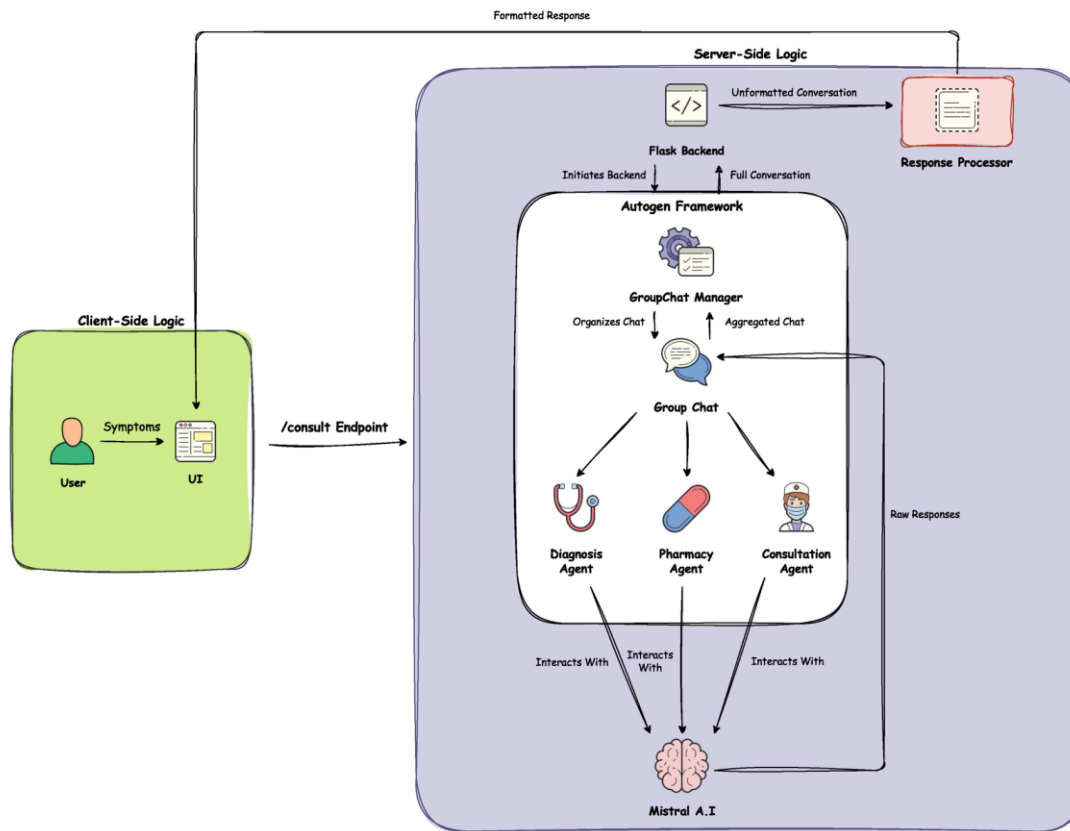 Formatted Response
Server-Side Logic
Unformatted Conversation
Flask Backend
Response Processor
Initiates Backend
Full Conversation
Autogen Framework
GroupChat Manager
Organizes Chat
Aggregated Chat
Client-Side Logic
Group Chat
Symptoms
/consult Endpoint
User
UI
Raw Responses
Diagnosis
Agent
Pharmacy
Agent
Consultation
Agent
Interacts With
Interacts
With
Interacts With
Mistral A.I